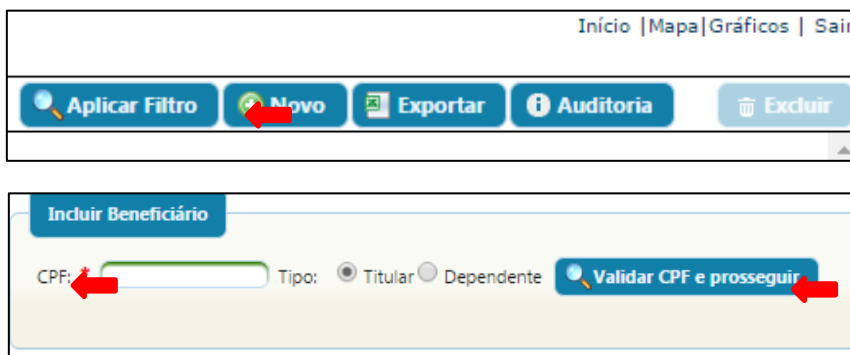 Início |Mapa|Gráficos | Sair
Aplicar Filtro Novo Exportar Auditoria Excluir
Incluir Beneficiário
CPF: * Tipo: Titular Dependente Validar CPF e prosseguir